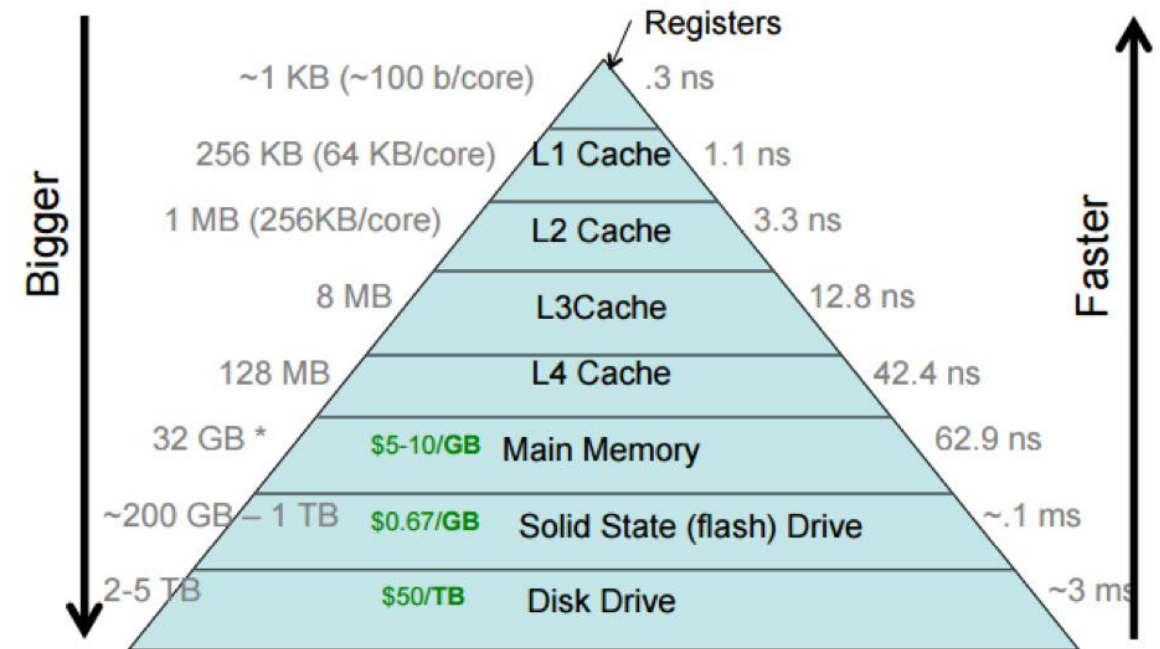 Registers
~1 KB (~100 b/core) .3 ns
256 KB (64 KB/core) L1 Cache 1.1 ns
1 MB (256KB/core) L2 Cache 3.3 ns
8 MB L3Cache 12.8 ns
128 MB L4 Cache 42.4 ns
32 GB * $5-10/GB Main Memory 62.9 ns
~200 GB – 1 TB $0.67/GB Solid State (flash) Drive ~.1 ms
2-5 TB $50/TB Disk Drive ~3 ms
Bigger
Faster